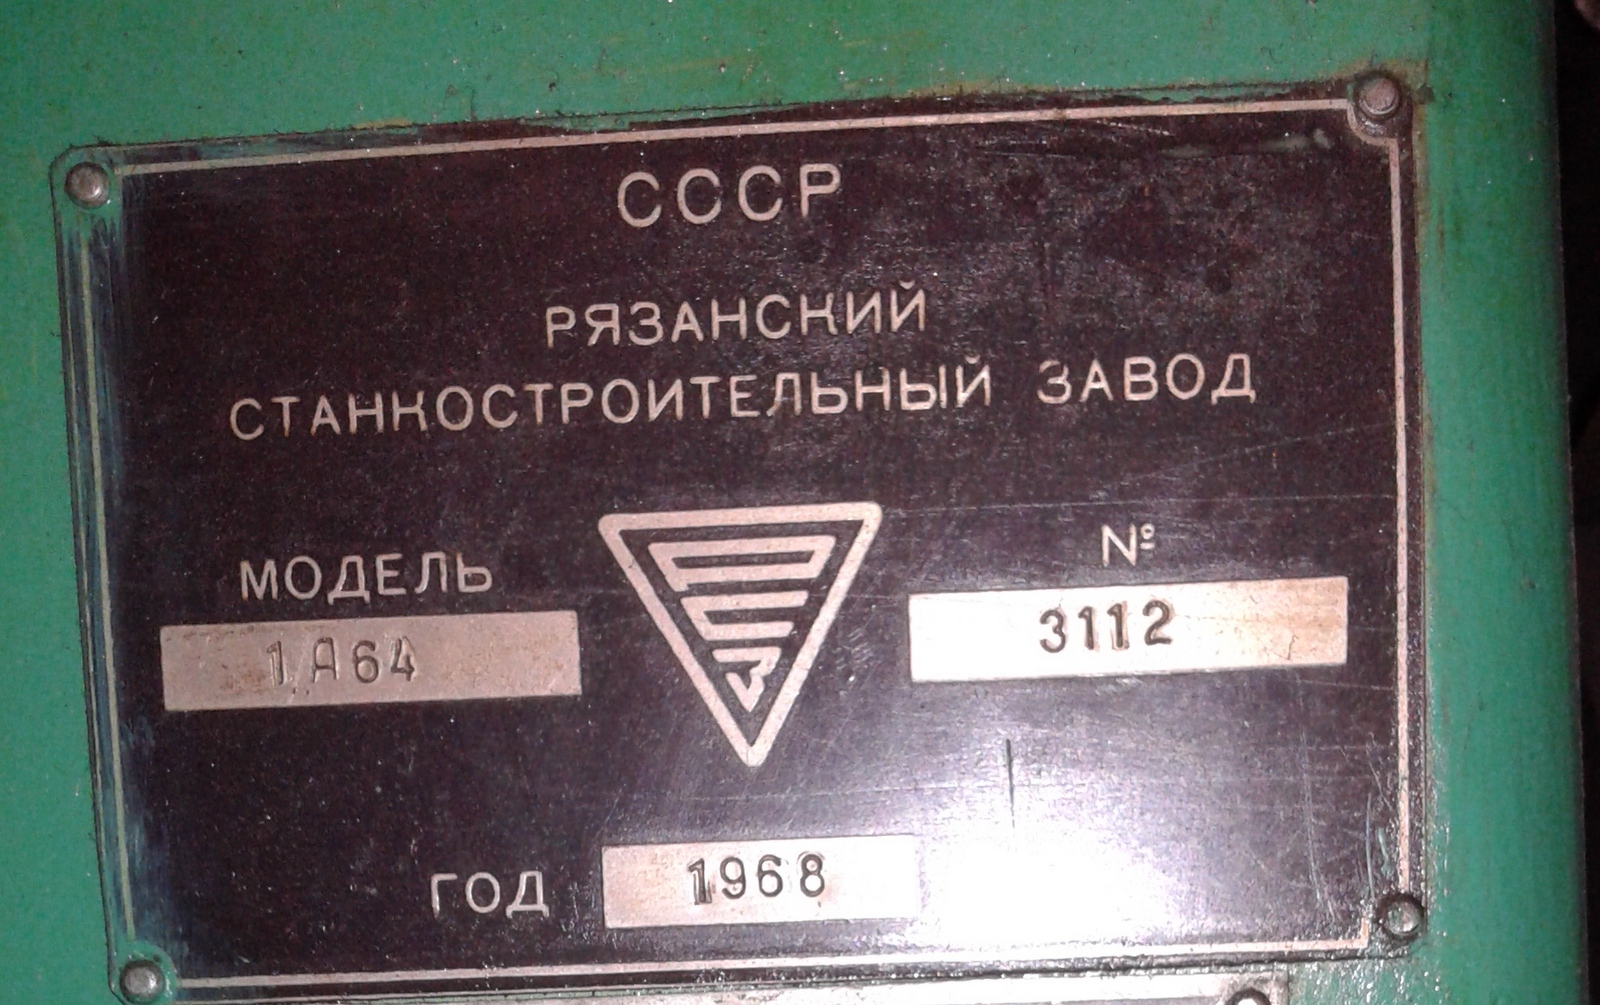 СССР
РЯЗАНСКИЙ
СТАНКОСТРОИТЕЛЬНЫЙ ЗАВОД
МОДЕЛЬ
№
1А64
3112
ГОД
1968